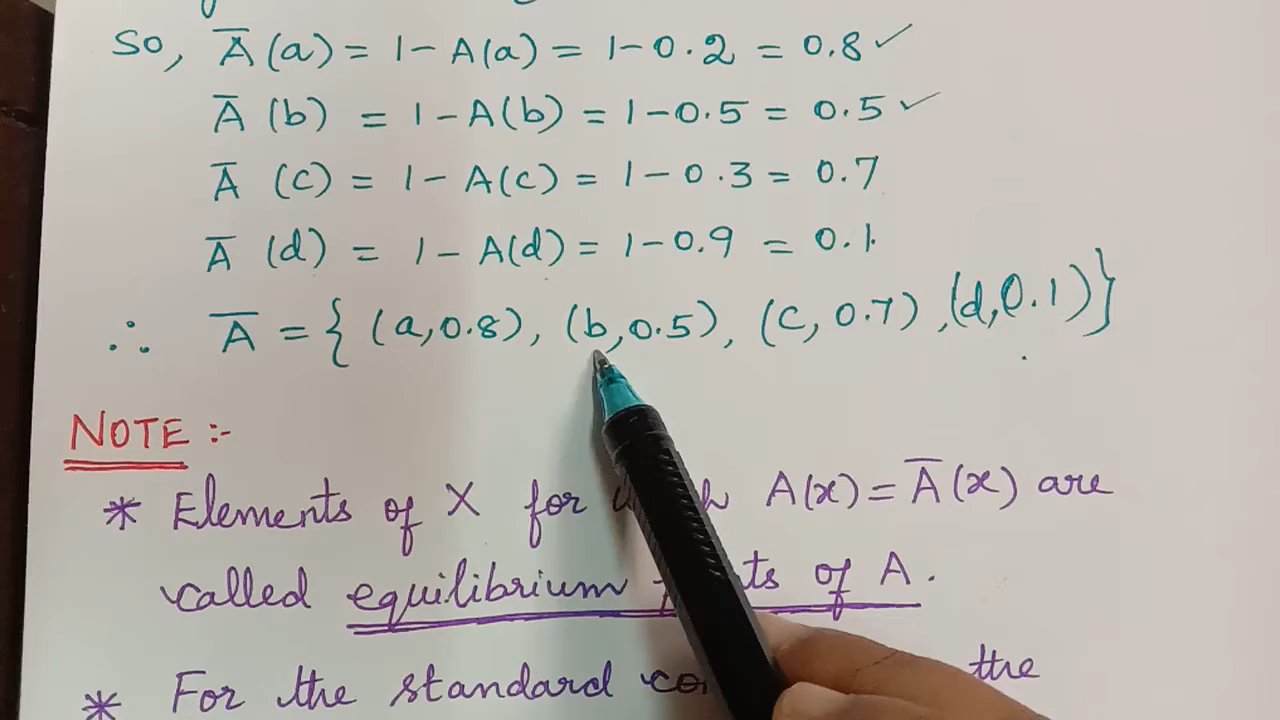 So, A̅(a) = 1 - A(a) = 1 - 0.2 = 0.8 ✓
A̅ (b) = 1 - A(b) = 1 - 0.5 = 0.5 ✓
A̅ (c) = 1 - A(c) = 1 - 0.3 = 0.7
A̅ (d) = 1 - A(d) = 1 - 0.9 = 0.1
∴ A̅ = { (a, 0.8), (b, 0.5), (c, 0.7), (d, 0.1) }
NOTE :-
* Elements of X for A(x) = A̅(x) are
called equilibrium of A.
* For the standard the